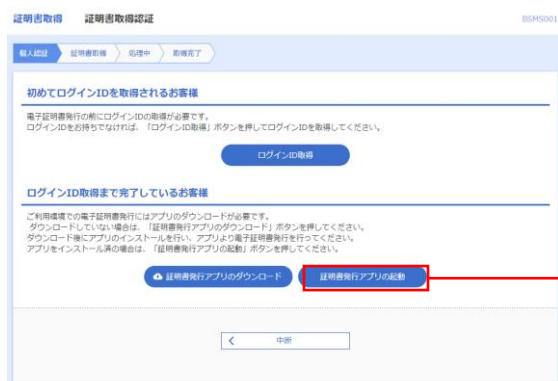 証明書取得 証明書取得認証 BSMS001
個人認証 証明書取得 処理中 取得完了
初めてログインIDを取得されるお客様
電子証明書発行の前にログインIDの取得が必要です。
ログインIDをお持ちでなければ、「ログインID取得」ボタンを押してログインIDを取得してください。
ログインID取得
ログインID取得まで完了しているお客様
ご利用環境での電子証明書発行にはアプリのダウンロードが必要です。
ダウンロードしていない場合は、「証明書発行アプリのダウンロード」ボタンを押してください。
ダウンロード後にアプリのインストールを行い、アプリより電子証明書発行を行ってください。
アプリをインストール済の場合は、「証明書発行アプリの起動」ボタンを押してください。
証明書発行アプリのダウンロード 証明書発行アプリの起動
中断